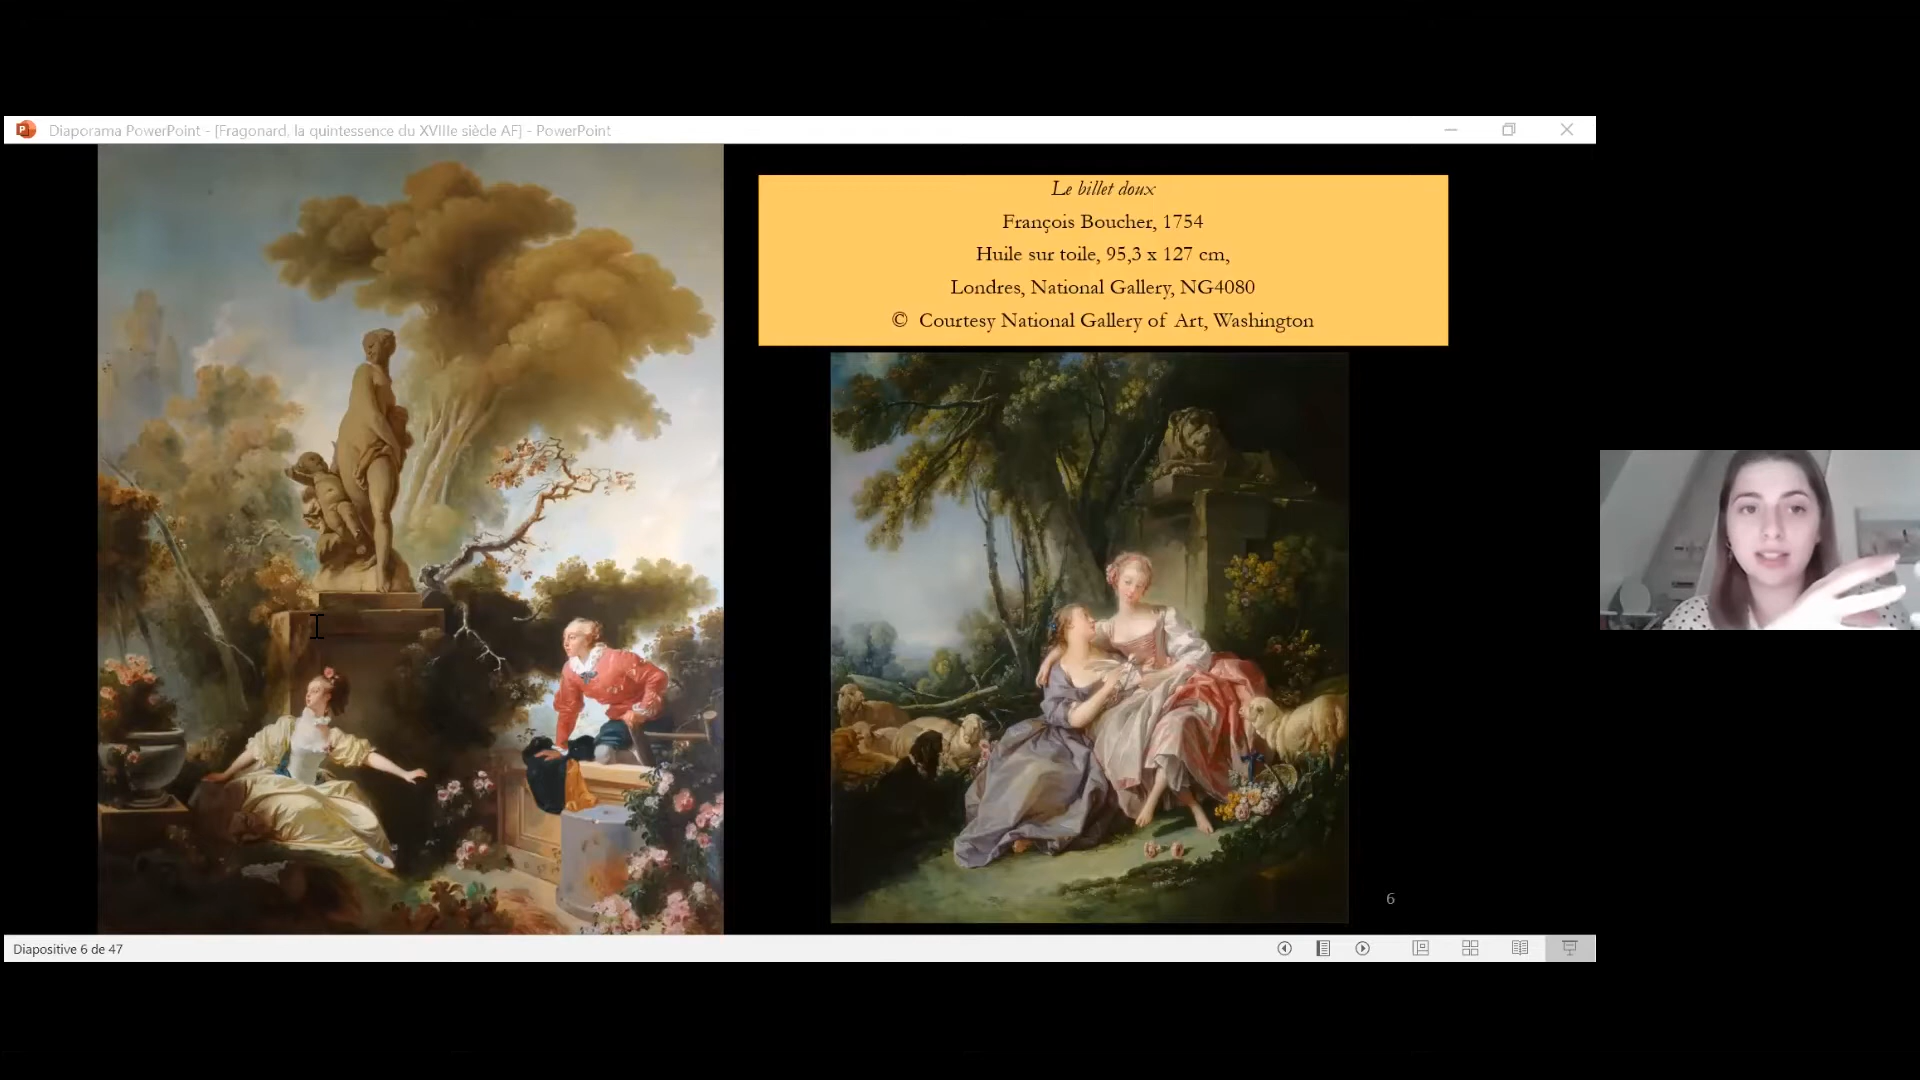 Diaporama PowerPoint - [Fragonard, la quintessence du XVIIIe siècle AF] - PowerPoint
Le billet doux
François Boucher, 1754
Huile sur toile, 95,3 x 127 cm,
Londres, National Gallery, NG4080
© Courtesy National Gallery of Art, Washington
6
Diapositive 6 de 47